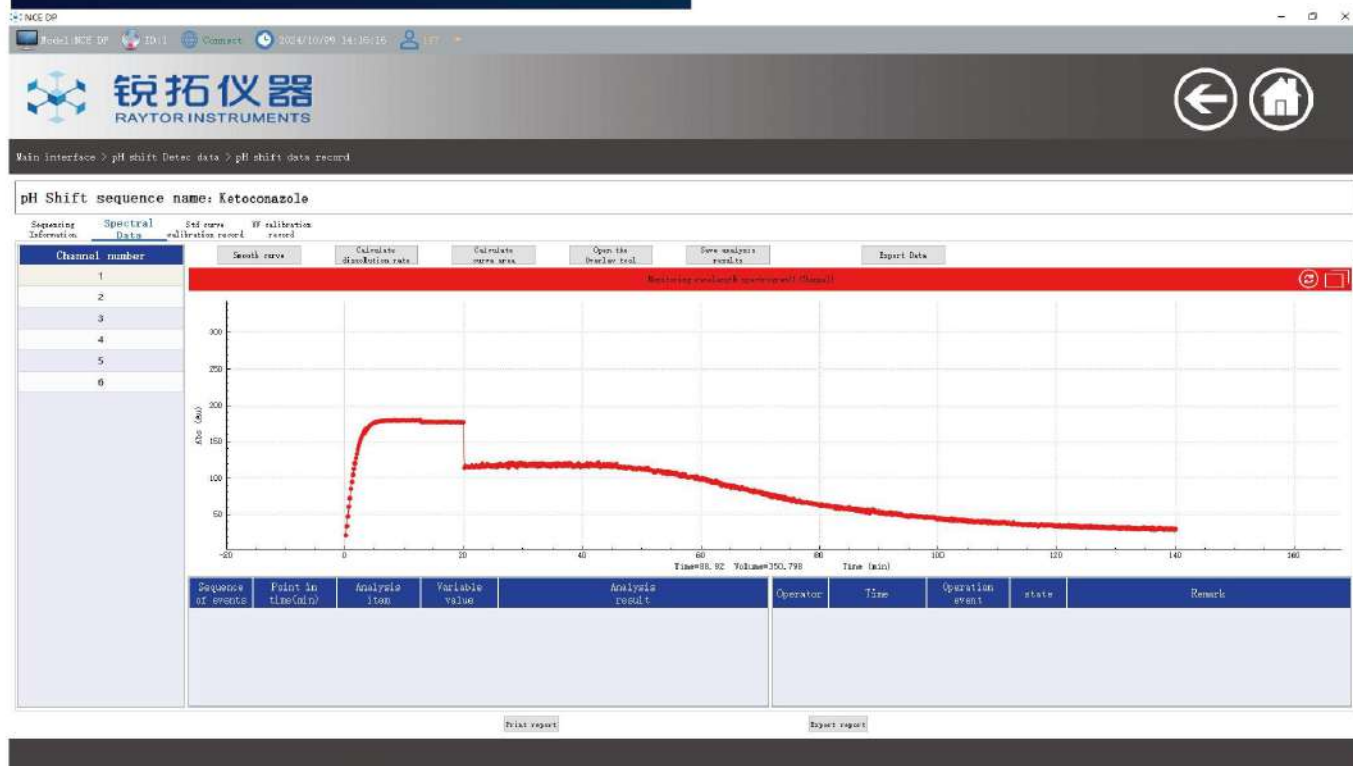 NCE DP
Model:NCE DP ID:1 Connect 2024/10/09 14:16:16
锐拓仪器
RAYTOR INSTRUMENTS
Main interface > pH shift Detec data > pH shift data record
pH Shift sequence name: Ketoconazole
Sequencing Information
Spectral Data
Std curve calibration record
VF calibration record
Channel number
1
2
3
4
5
6
Smooth curve
Calculate dissolution rate
Calculate curve area
Open the Overlay tool
Save analysis results
Export Data
Abs (Au)
300
250
200
150
100
50
-20 0 20 40 60 80 100 120 140 160
Time=88.92 Volume=350.798 Time (min)
Sequence of events
Point in time(min)
Analysis item
Variable value
Analysis result
Operator
Time
Operation event
state
Remark
Print report
Export report